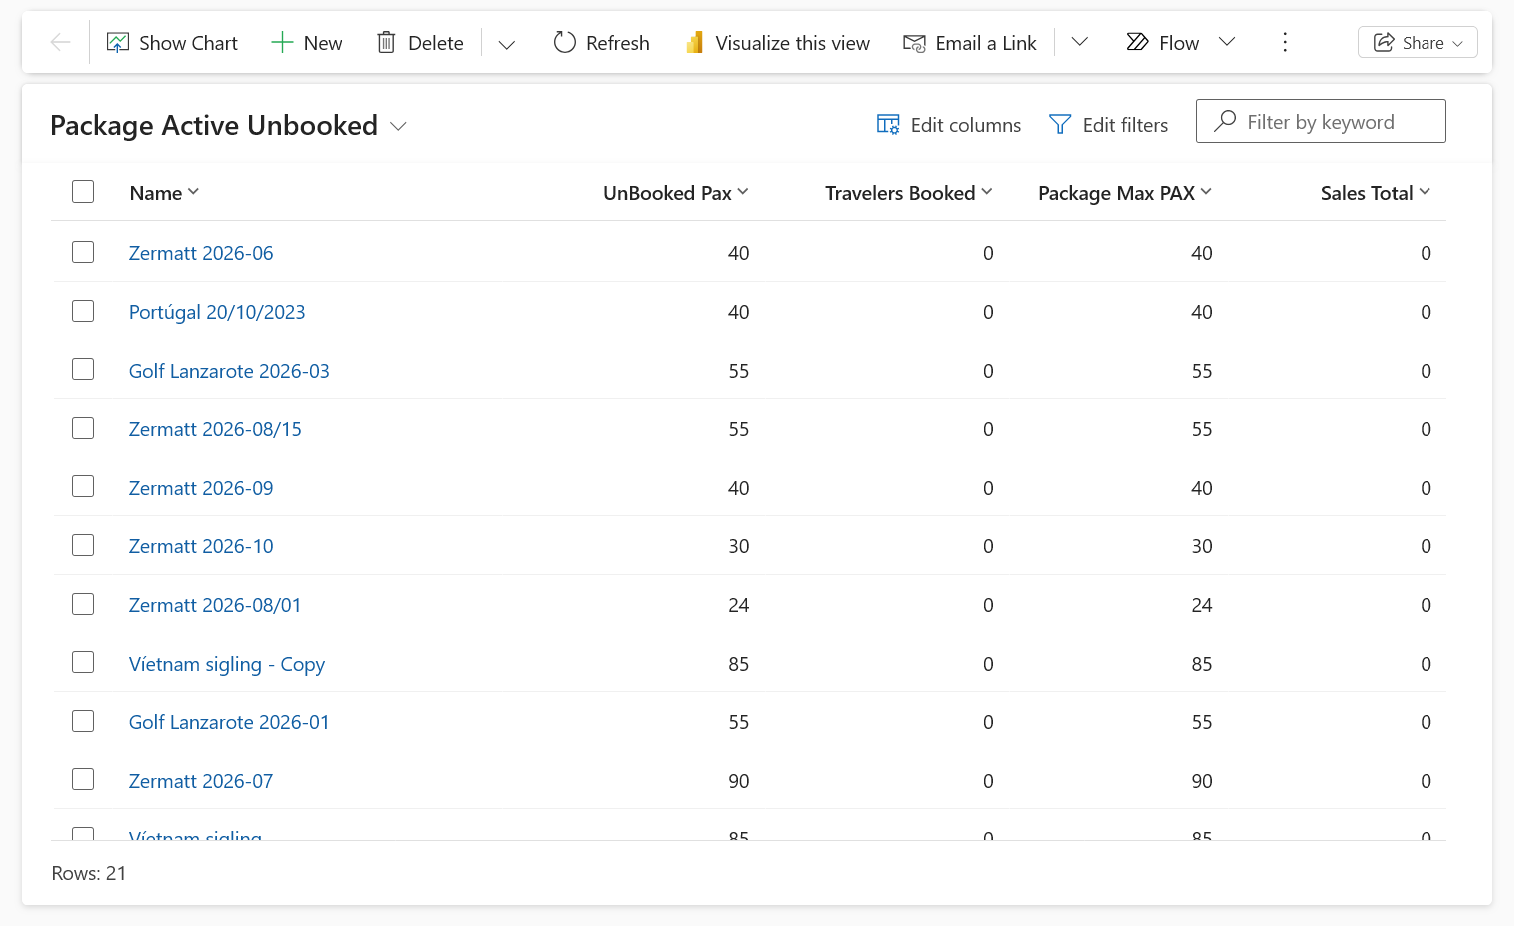 Show Chart New Delete Refresh Visualize this view Email a Link Flow Share
Package Active Unbooked Edit columns Edit filters Filter by keyword
Name UnBooked Pax Travelers Booked Package Max PAX Sales Total
Zermatt 2026-06 40 0 40 0
Portúgal 20/10/2023 40 0 40 0
Golf Lanzarote 2026-03 55 0 55 0
Zermatt 2026-08/15 55 0 55 0
Zermatt 2026-09 40 0 40 0
Zermatt 2026-10 30 0 30 0
Zermatt 2026-08/01 24 0 24 0
Víetnam sigling - Copy 85 0 85 0
Golf Lanzarote 2026-01 55 0 55 0
Zermatt 2026-07 90 0 90 0
Víetnam sigling 85 0 85 0
Rows: 21